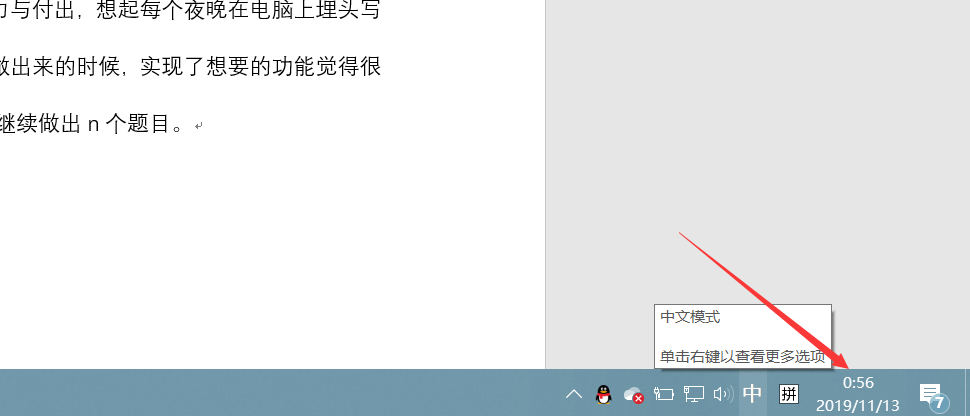 力与付出，想起每个夜晚在电脑上埋头写
做出来的时候，实现了想要的功能觉得很
继续做出 n 个题目。
中文模式
单击右键以查看更多选项
中 拼 0:56
2019/11/13
7